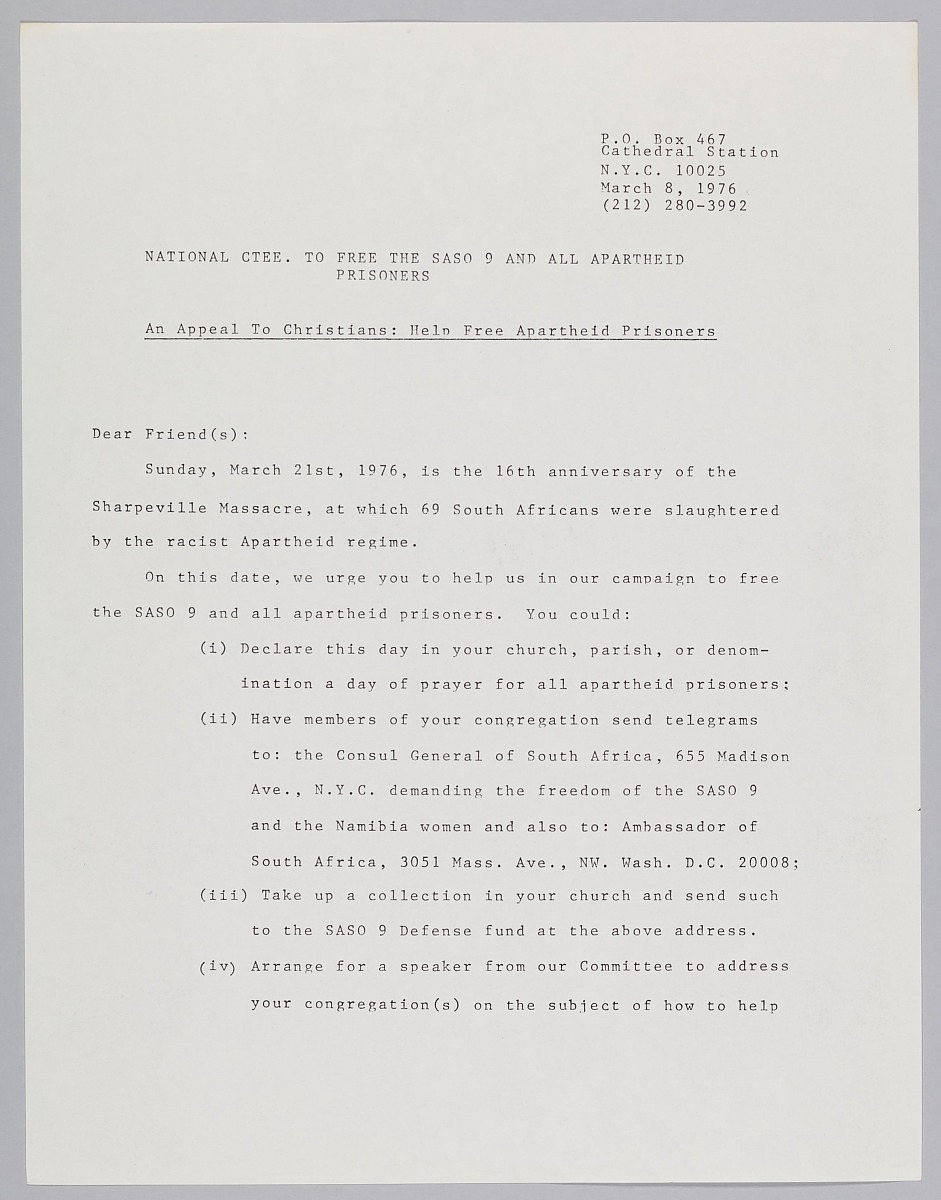 P.O. Box 467
Cathedral Station
N.Y.C. 10025
March 8, 1976
(212) 280-3992
NATIONAL CTEE. TO FREE THE SASO 9 AND ALL APARTHEID
PRISONERS
An Appeal To Christians: Help Free Apartheid Prisoners
Dear Friend(s):
Sunday, March 21st, 1976, is the 16th anniversary of the
Sharpeville Massacre, at which 69 South Africans were slaughtered
by the racist Apartheid regime.
On this date, we urge you to help us in our campaign to free
the SASO 9 and all apartheid prisoners. You could:
(i) Declare this day in your church, parish, or denom-
ination a day of prayer for all apartheid prisoners;
(ii) Have members of your congregation send telegrams
to: the Consul General of South Africa, 655 Madison
Ave., N.Y.C. demanding the freedom of the SASO 9
and the Namibia women and also to: Ambassador of
South Africa, 3051 Mass. Ave., NW. Wash. D.C. 20008;
(iii) Take up a collection in your church and send such
to the SASO 9 Defense fund at the above address.
(iv) Arrange for a speaker from our Committee to address
your congregation(s) on the subject of how to help